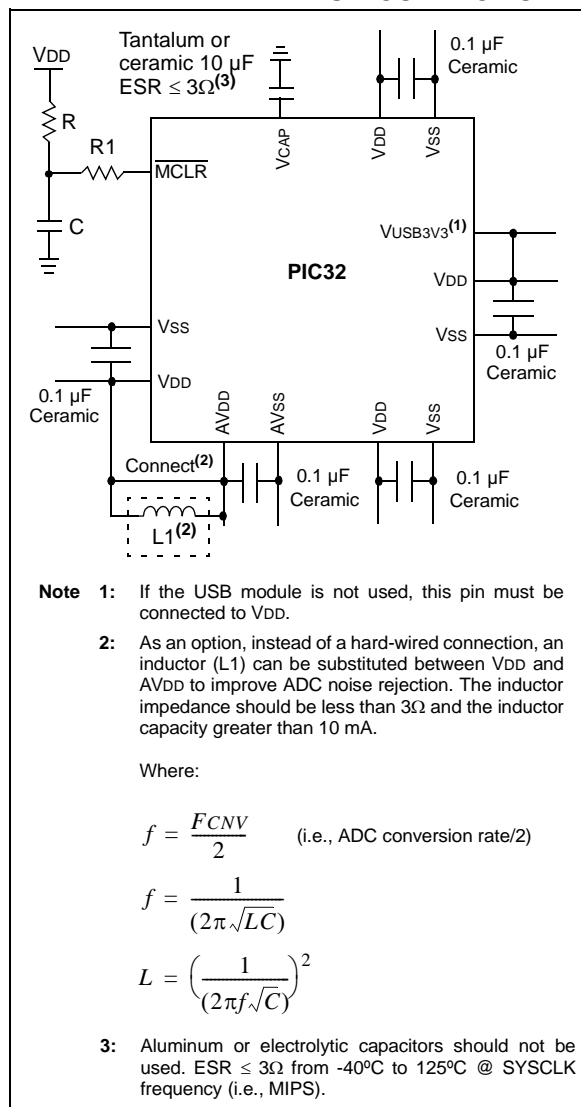 Tantalum or
ceramic 10 µF
ESR ≤ 3Ω(3)
0.1 µF
Ceramic
VDD
R
R1
C
MCLR
VCAP
VDD
VSS
VUSB3V3(1)
VDD
VSS
PIC32
0.1 µF
Ceramic
VSS
VDD
0.1 µF
Ceramic
AVDD
AVSS
VDD
VSS
Connect(2)
L1(2)
0.1 µF
Ceramic
0.1 µF
Ceramic
Note 1: If the USB module is not used, this pin must be
connected to VDD.
2: As an option, instead of a hard-wired connection, an
inductor (L1) can be substituted between VDD and
AVDD to improve ADC noise rejection. The inductor
impedance should be less than 3Ω and the inductor
capacity greater than 10 mA.
Where:
f = FCNV / 2 (i.e., ADC conversion rate/2)
f = 1 / (2π√LC)
L = (1 / (2πf√C))²
3: Aluminum or electrolytic capacitors should not be
used. ESR ≤ 3Ω from -40ºC to 125ºC @ SYSCLK
frequency (i.e., MIPS).